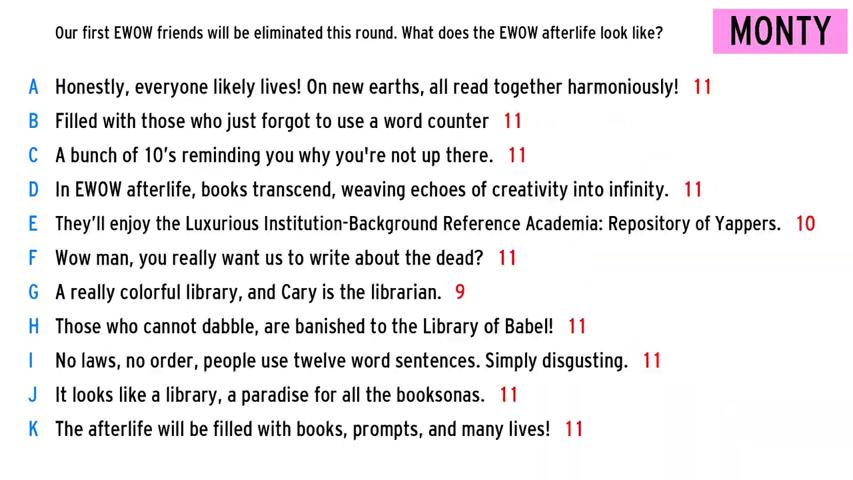 Our first EWOW friends will be eliminated this round. What does the EWOW afterlife look like?
MONTY
A Honestly, everyone likely lives! On new earths, all read together harmoniously! 11
B Filled with those who just forgot to use a word counter 11
C A bunch of 10's reminding you why you're not up there. 11
D In EWOW afterlife, books transcend, weaving echoes of creativity into infinity. 11
E They'll enjoy the Luxurious Institution-Background Reference Academia: Repository of Yappers. 10
F Wow man, you really want us to write about the dead? 11
G A really colorful library, and Cary is the librarian. 9
H Those who cannot dabble, are banished to the Library of Babel! 11
I No laws, no order, people use twelve word sentences. Simply disgusting. 11
J It looks like a library, a paradise for all the booksonas. 11
K The afterlife will be filled with books, prompts, and many lives! 11